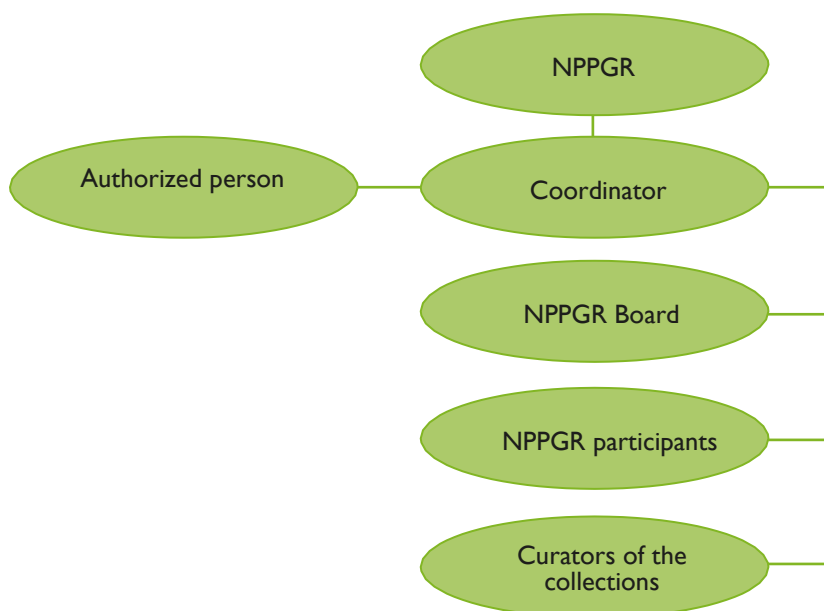 NPPGR
Authorized person
Coordinator
NPPGR Board
NPPGR participants
Curators of the
collections